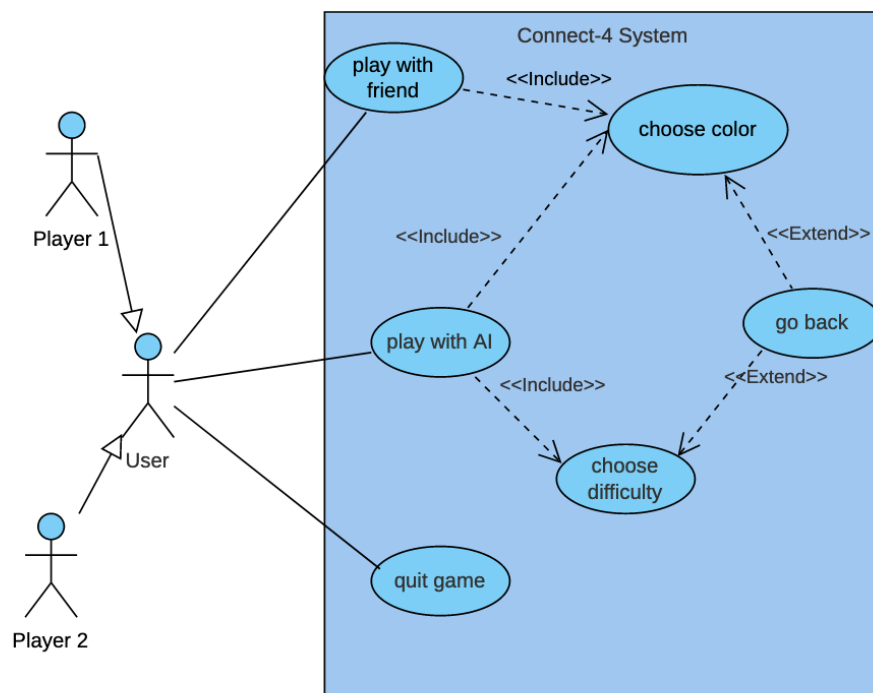 Connect-4 System
play with
friend
<<Include>>
choose color
Player 1
<<Include>>
<<Extend>>
go back
play with AI
<<Include>>
<<Extend>>
User
choose
difficulty
quit game
Player 2